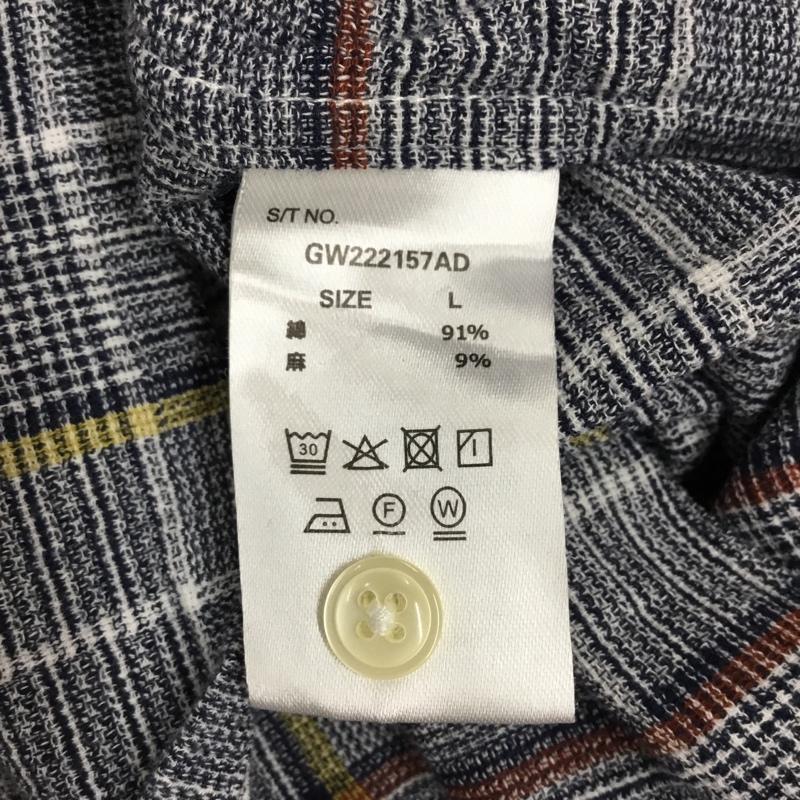 S/T NO.
GW222157AD
SIZE L
綿 91%
麻 9%
30
F W